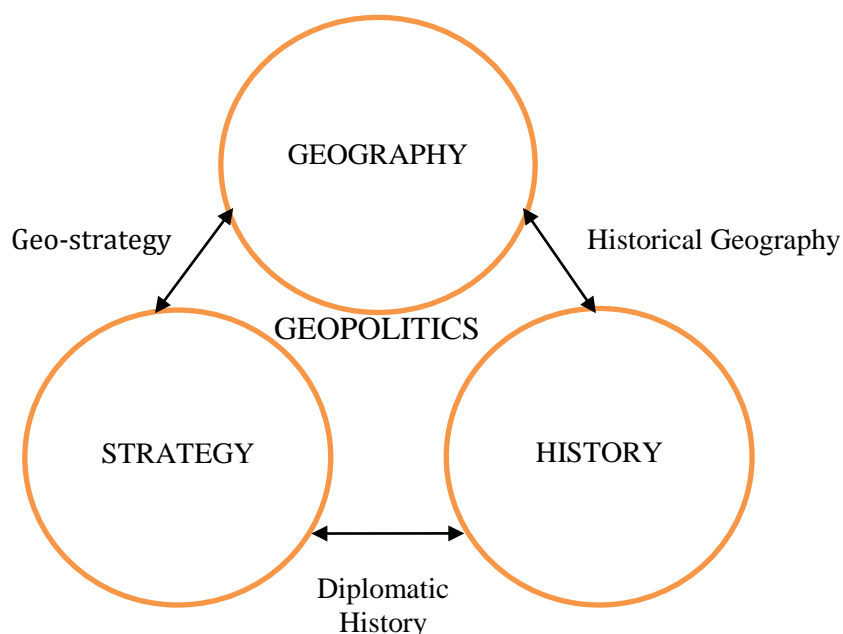 GEOGRAPHY
Geo-strategy
Historical Geography
GEOPOLITICS
STRATEGY
HISTORY
Diplomatic
History